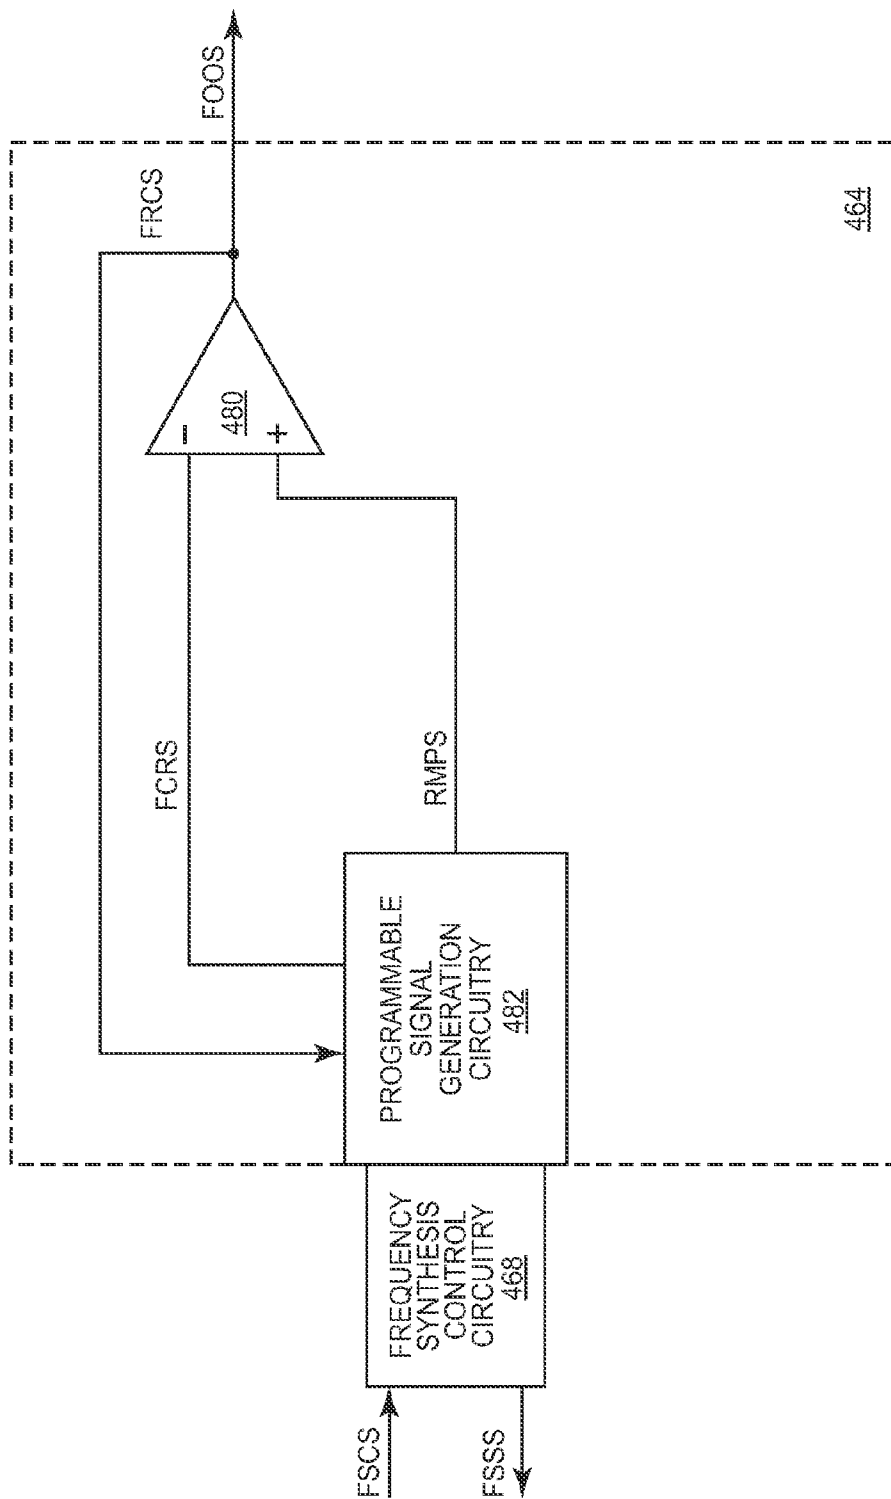 FSCS
FSSS
FREQUENCY
SYNTHESIS
CONTROL
CIRCUITRY
468
PROGRAMMABLE
SIGNAL
GENERATION
CIRCUITRY
482
FCRS
RMPS
-
480
+
FRCS
FOOS
464